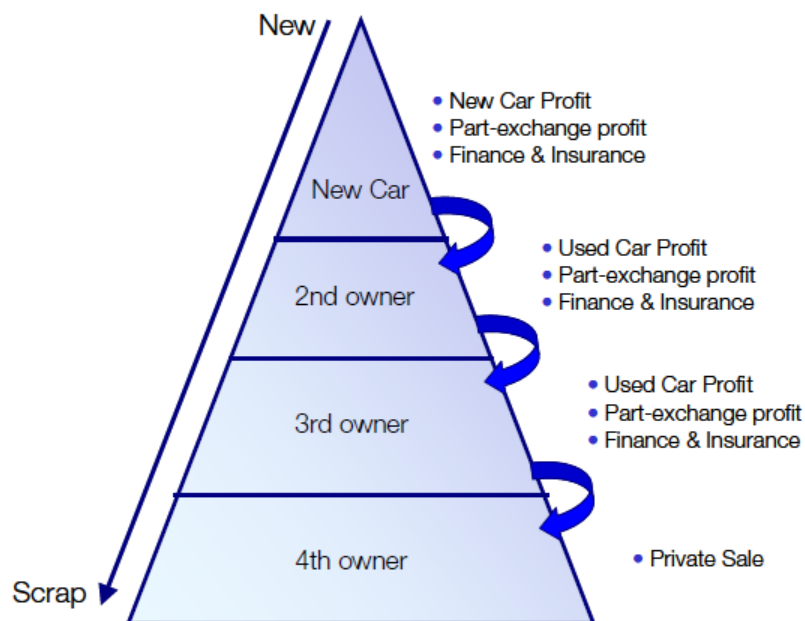 New
• New Car Profit
• Part-exchange profit
• Finance & Insurance
New Car
• Used Car Profit
• Part-exchange profit
• Finance & Insurance
2nd owner
• Used Car Profit
• Part-exchange profit
• Finance & Insurance
3rd owner
4th owner
• Private Sale
Scrap